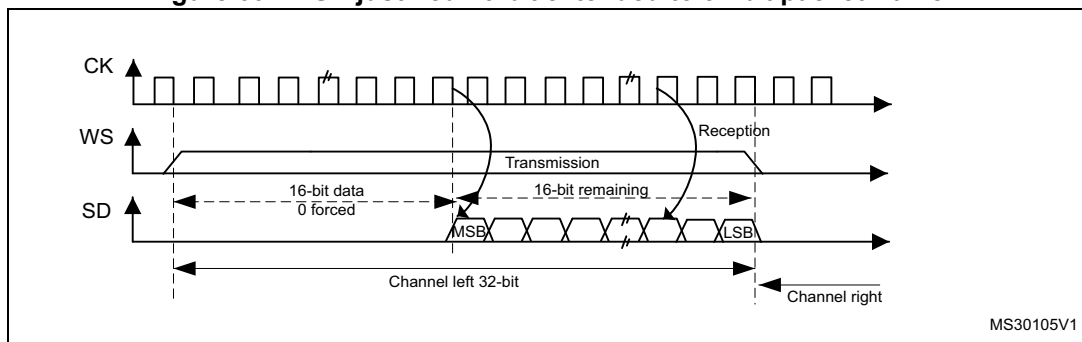 CK
Reception
WS
Transmission
16-bit data
0 forced
16-bit remaining
SD
MSB
LSB
Channel left 32-bit
Channel right
MS30105V1